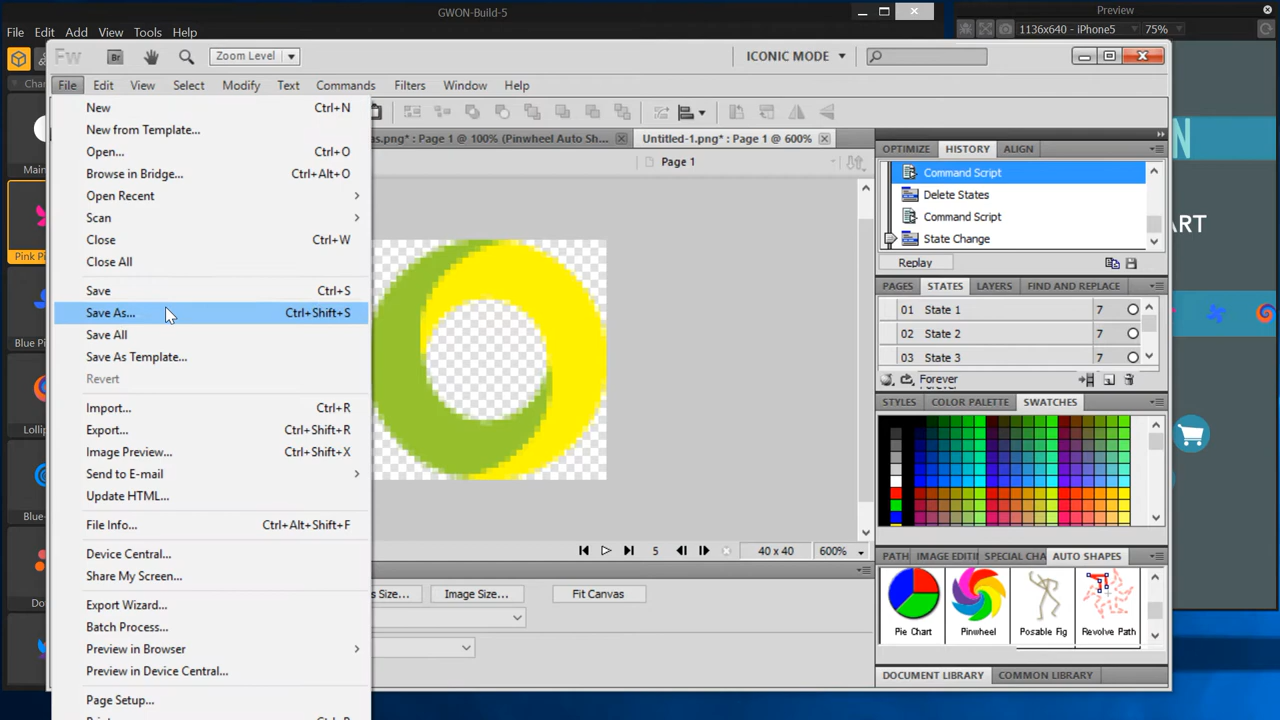 GWON-Build-5
Preview
File Edit Add View Tools Help
1136x640 - iPhone5 75%
Fw Br Zoom Level ICONIC MODE
File Edit View Select Modify Text Commands Filters Window Help
New Ctrl+N
New from Template...
Open... Ctrl+O
Browse in Bridge... Ctrl+Alt+O
Open Recent
Scan
Close Ctrl+W
Close All
Save Ctrl+S
Save As... Ctrl+Shift+S
Save All
Save As Template...
Revert
Import... Ctrl+R
Export... Ctrl+Shift+R
Image Preview... Ctrl+Shift+X
Send to E-mail
Update HTML...
File Info... Ctrl+Alt+Shift+F
Device Central...
Share My Screen...
Export Wizard...
Batch Process...
Preview in Browser
Preview in Device Central...
Page Setup...
Main
Pink Pi
Blue Pi
Lollip
Blue-
Do
as.png* : Page 1 @ 100% (Pinwheel Auto Sh...
Untitled-1.png* : Page 1 @ 600%
Page 1
5 40 x 40 600%
s Size... Image Size... Fit Canvas
OPTIMIZE HISTORY ALIGN
Command Script
Delete States
Command Script
State Change
Replay
PAGES STATES LAYERS FIND AND REPLACE
01 State 1 7
02 State 2 7
03 State 3 7
Forever
STYLES COLOR PALETTE SWATCHES
PATH IMAGE EDITI SPECIAL CHA AUTO SHAPES
Pie Chart Pinwheel Posable Fig Revolve Path
DOCUMENT LIBRARY COMMON LIBRARY
N
ART